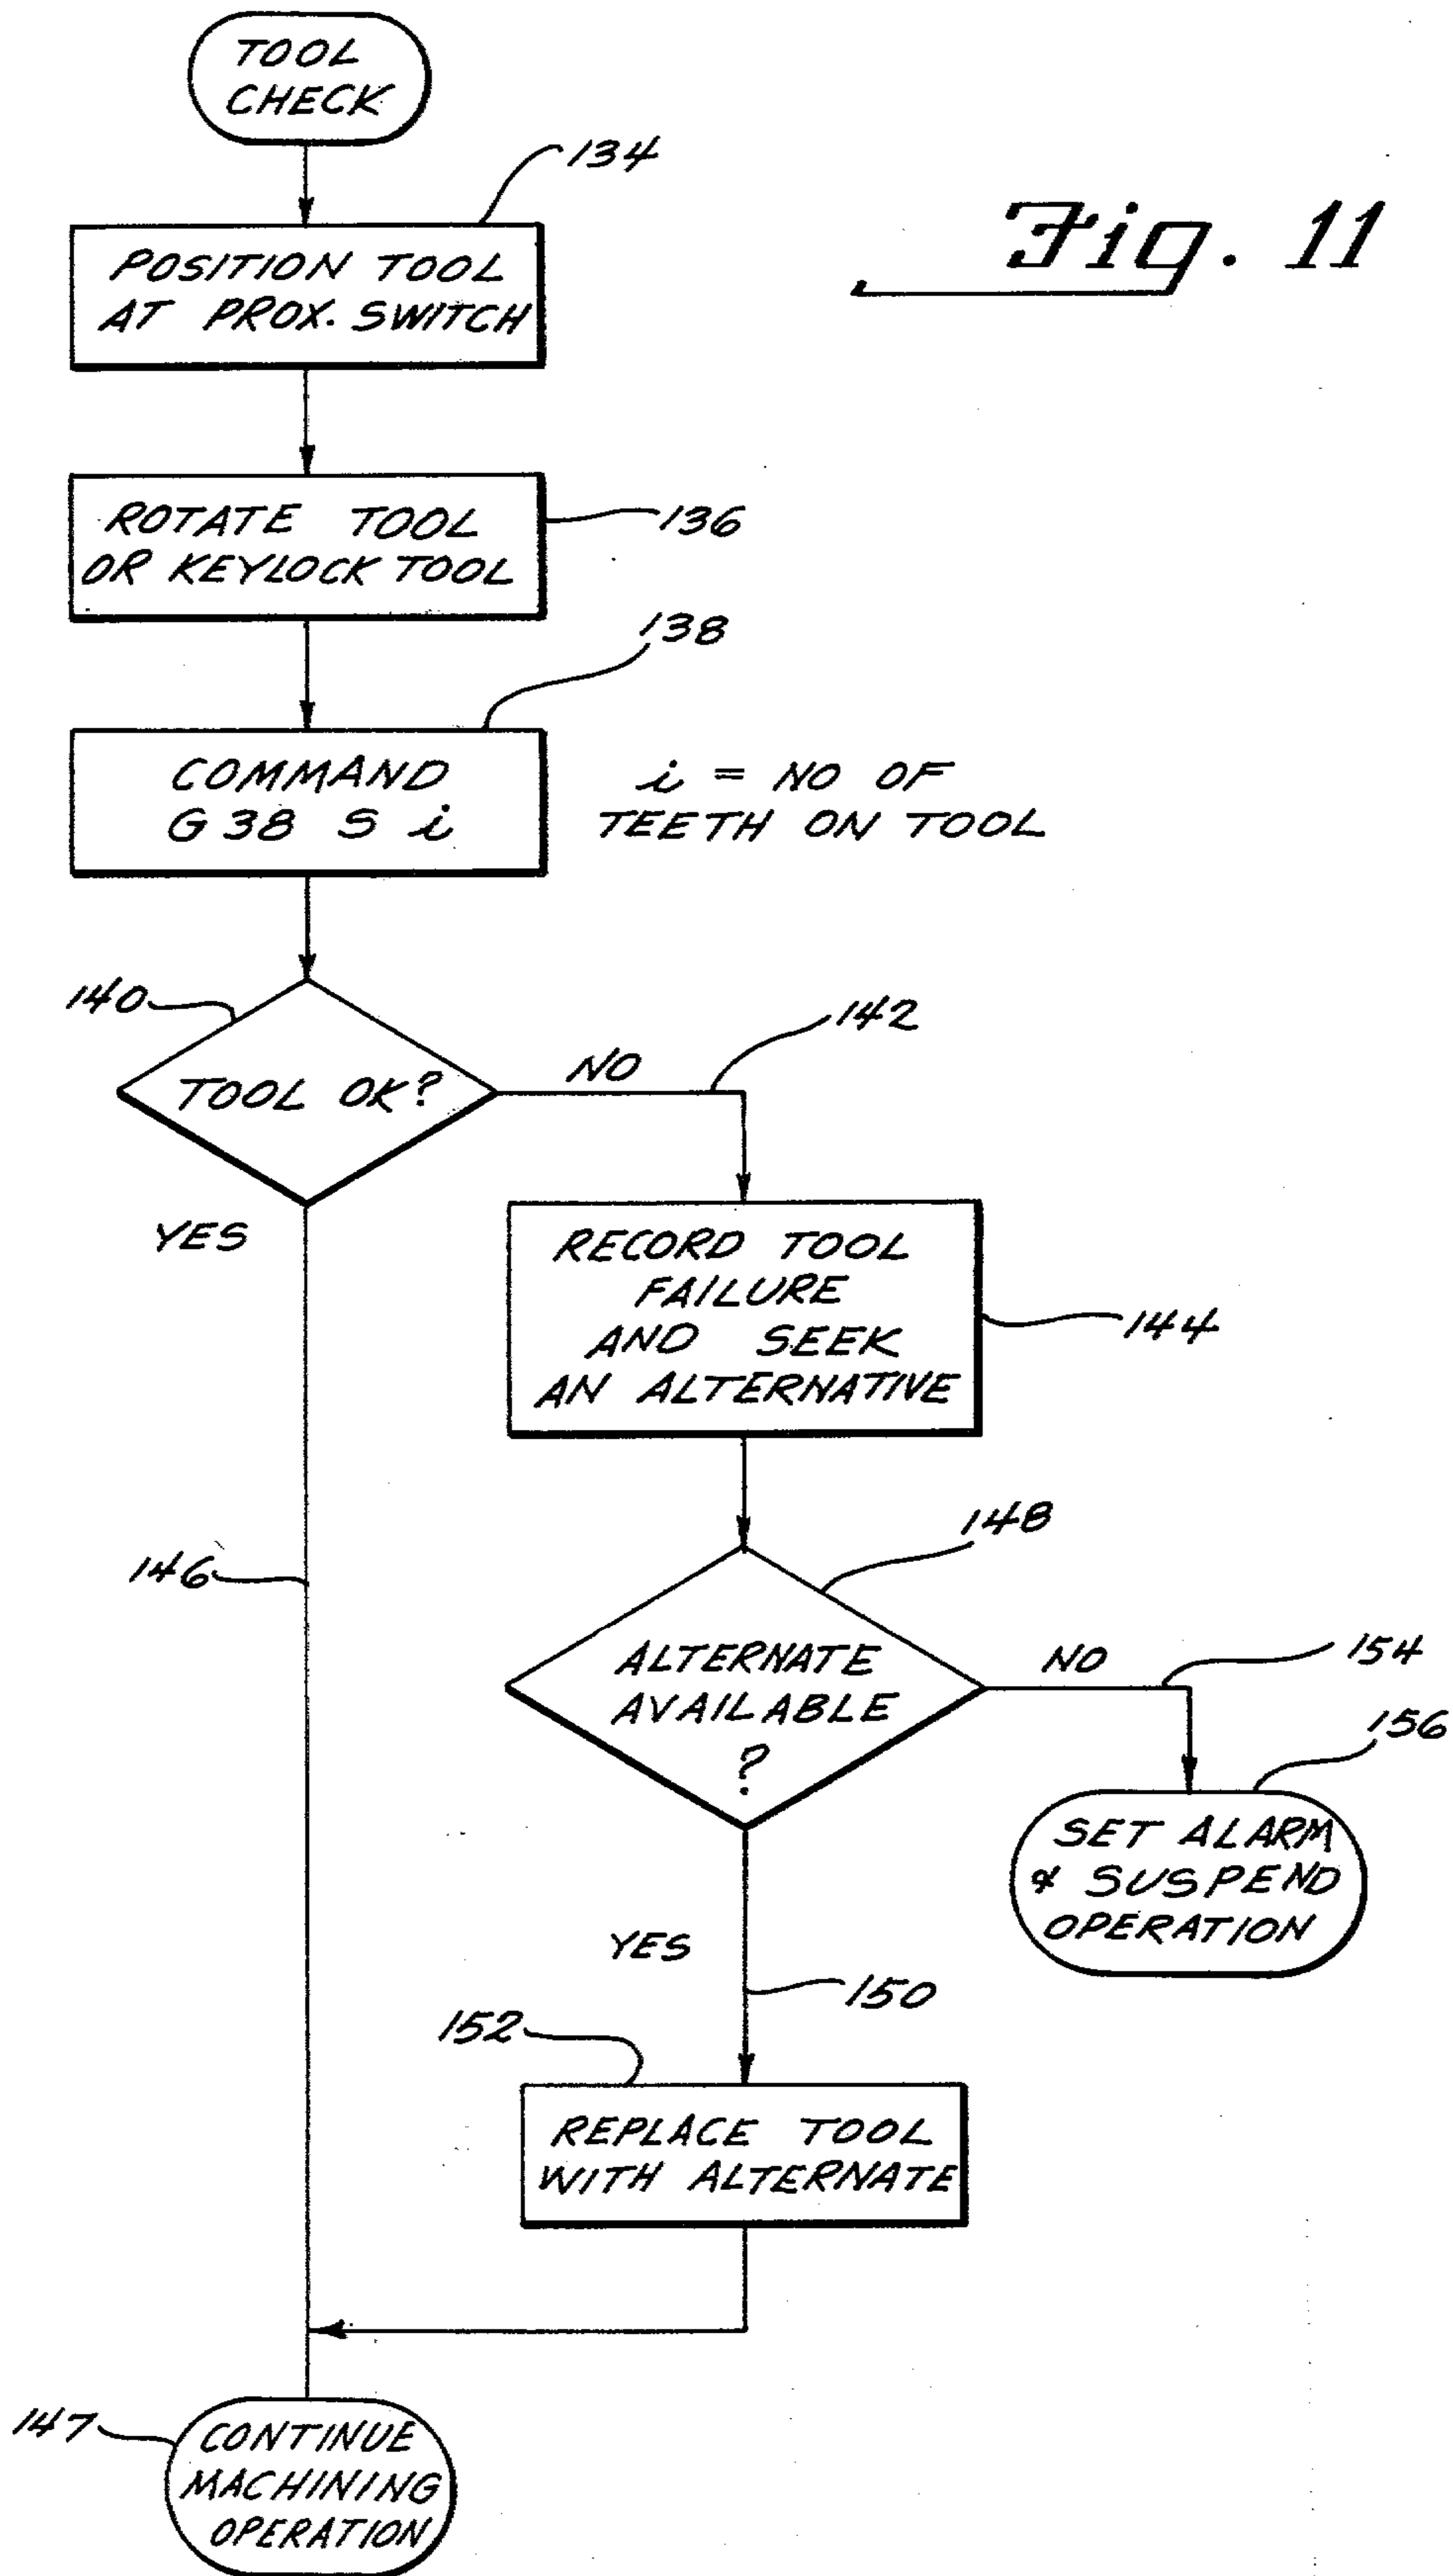 TOOL
CHECK
134
Fig. 11
POSITION TOOL
AT PROX. SWITCH
ROTATE TOOL
OR KEYLOCK TOOL
136
138
COMMAND
G38 S i
i = NO OF
TEETH ON TOOL
140
TOOL OK?
NO
142
YES
RECORD TOOL
FAILURE
AND SEEK
AN ALTERNATIVE
144
146
148
ALTERNATE
AVAILABLE
?
NO
154
156
SET ALARM
& SUSPEND
OPERATION
YES
150
152
REPLACE TOOL
WITH ALTERNATE
147
CONTINUE
MACHINING
OPERATION